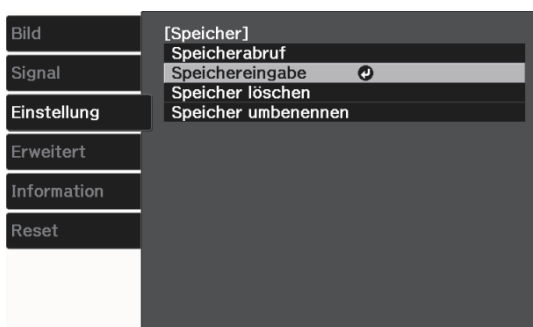 Bild
Signal
Einstellung
Erweitert
Information
Reset
[Speicher]
Speicherabruf
Speichereingabe
Speicher löschen
Speicher umbenennen